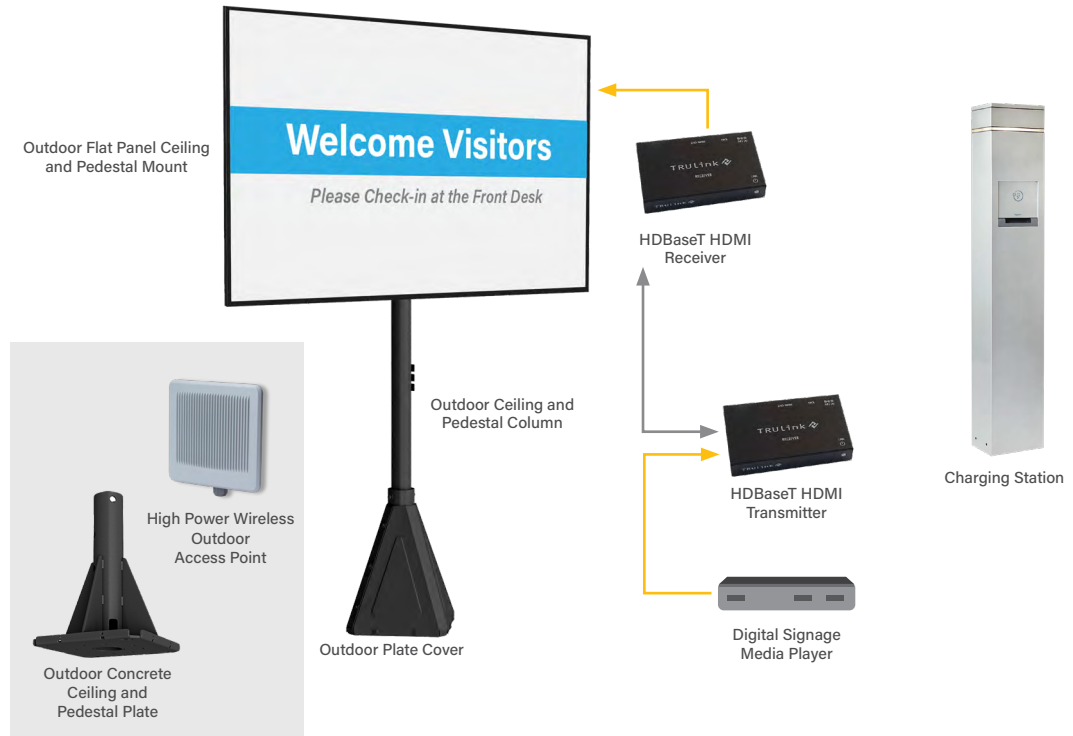 Welcome Visitors
Please Check-in at the Front Desk
Outdoor Flat Panel Ceiling
and Pedestal Mount
TRULink
RECEIVER
HDBaseT HDMI
Receiver
Outdoor Ceiling and
Pedestal Column
TRULink
RECEIVER
HDBaseT HDMI
Transmitter
Charging Station
High Power Wireless
Outdoor
Access Point
Digital Signage
Media Player
Outdoor Plate Cover
Outdoor Concrete
Ceiling and
Pedestal Plate